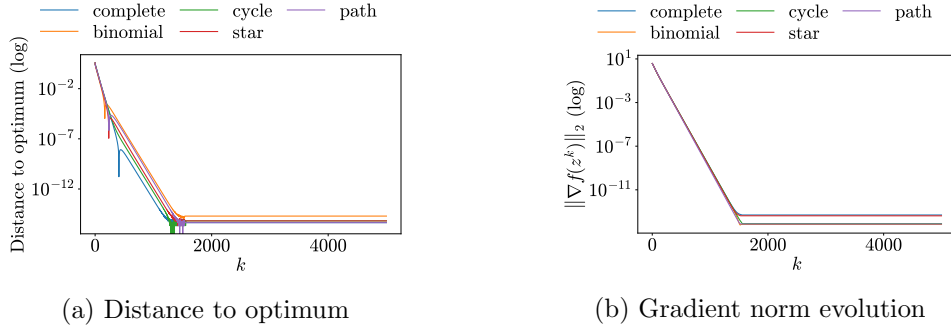 complete cycle path
binomial star
Distance to optimum (log)
10^{-2}
10^{-7}
10^{-12}
0 2000 4000
k
(a) Distance to optimum
complete cycle path
binomial star
||∇f(z^k)||_2 (log)
10^1
10^{-3}
10^{-7}
10^{-11}
0 2000 4000
k
(b) Gradient norm evolution